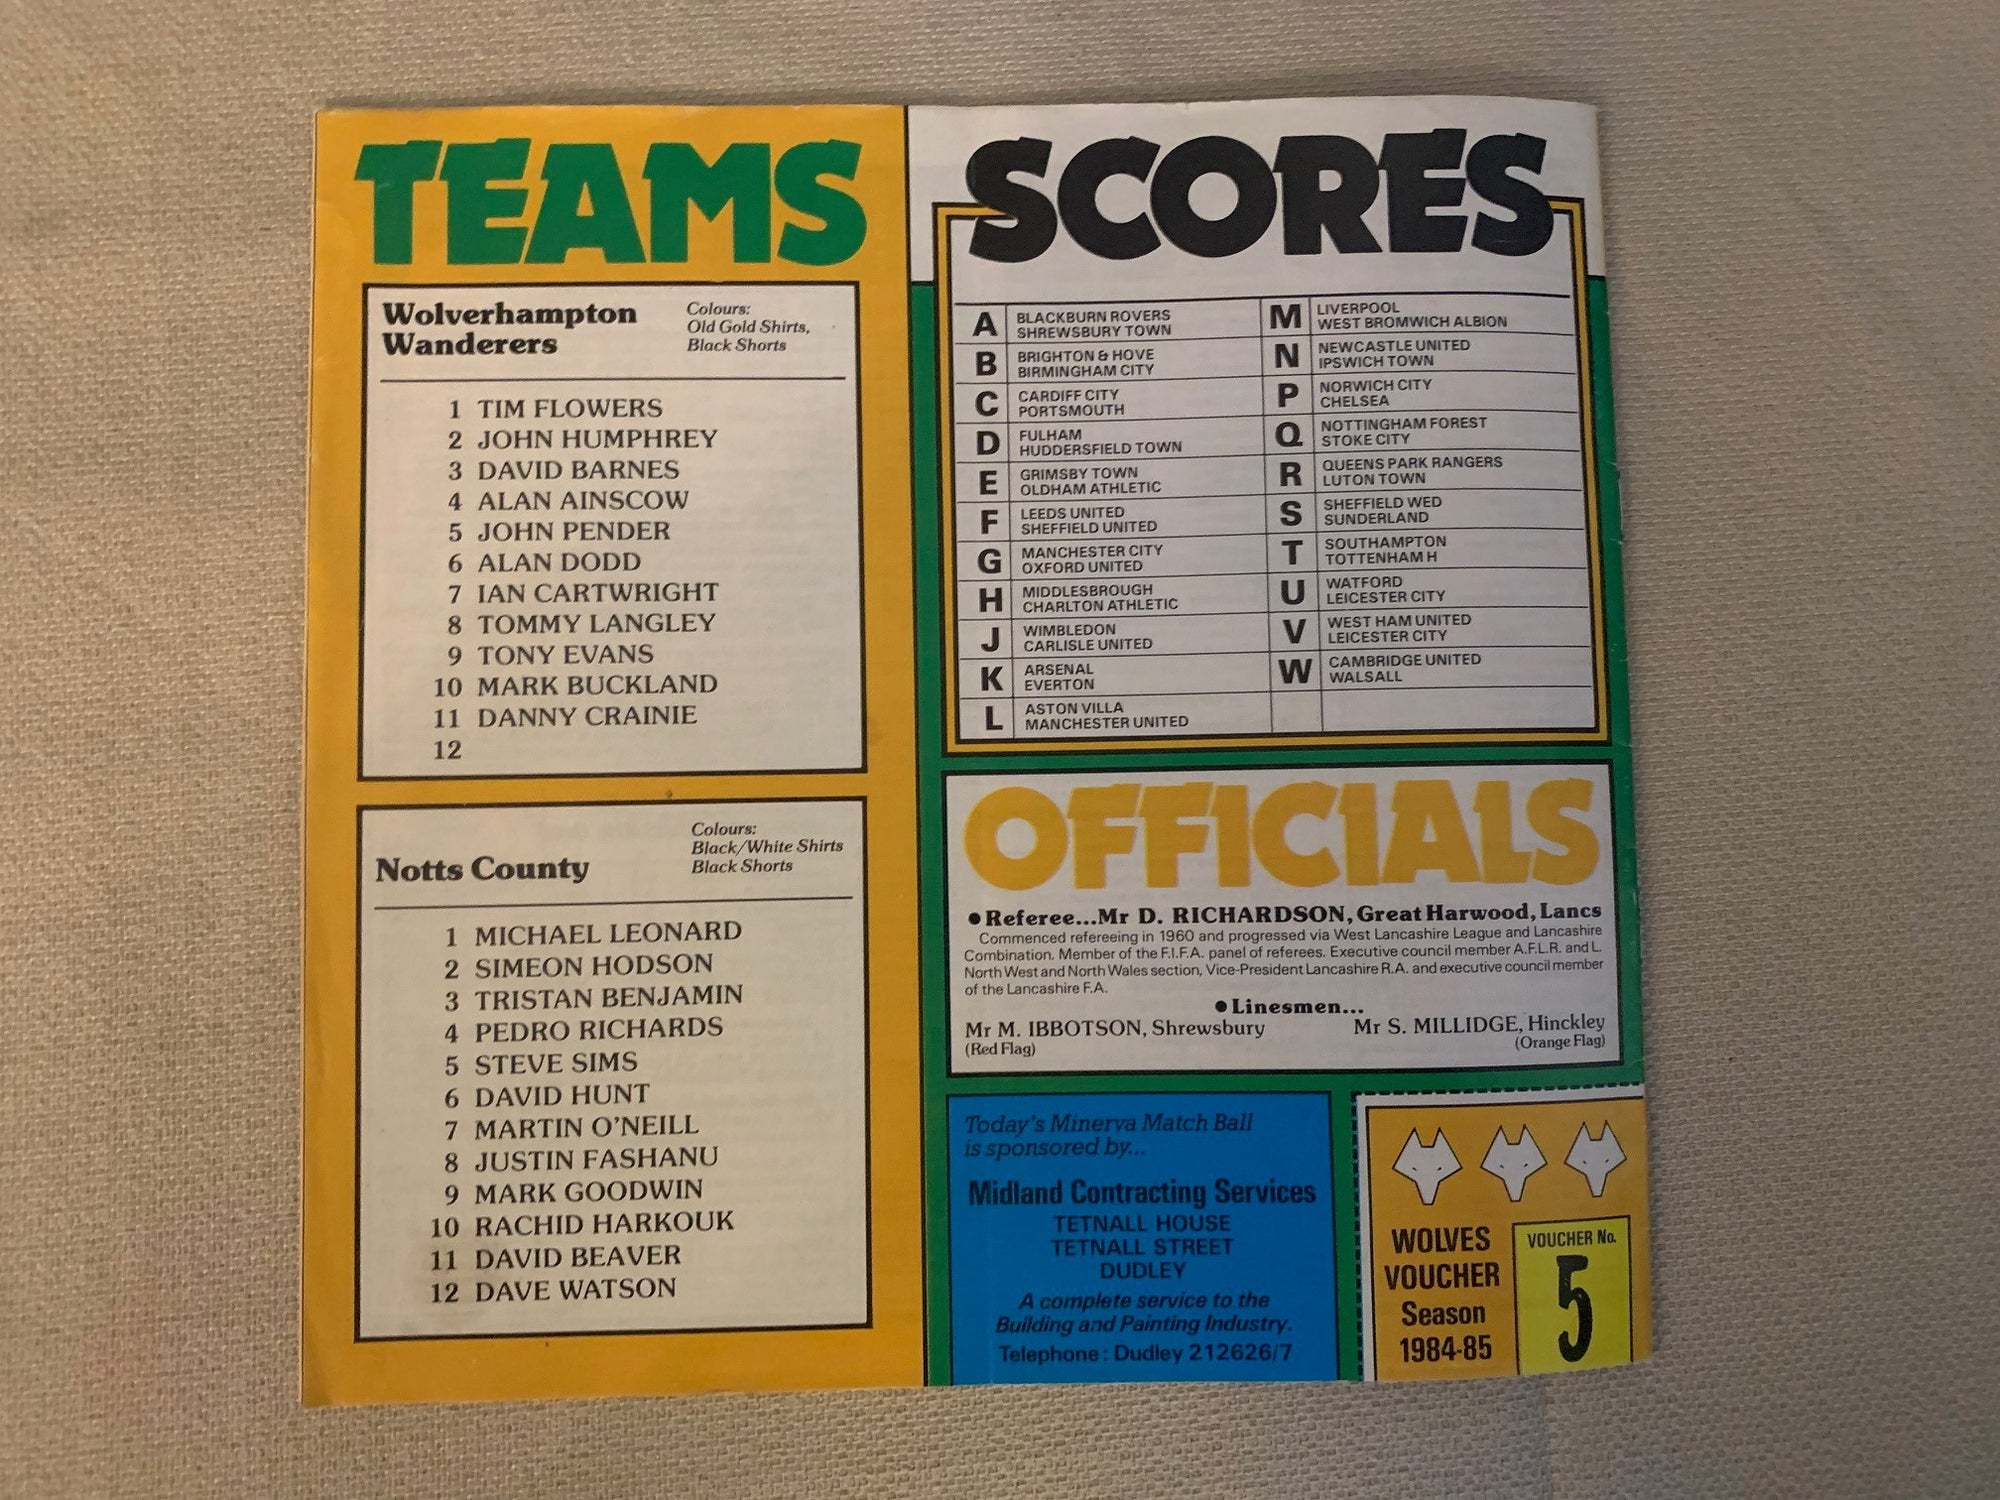 TEAMS
Wolverhampton
Wanderers
Colours:
Old Gold Shirts,
Black Shorts
1 TIM FLOWERS
2 JOHN HUMPHREY
3 DAVID BARNES
4 ALAN AINSCOW
5 JOHN PENDER
6 ALAN DODD
7 IAN CARTWRIGHT
8 TOMMY LANGLEY
9 TONY EVANS
10 MARK BUCKLAND
11 DANNY CRAINIE
12
Notts County
Colours:
Black/White Shirts
Black Shorts
1 MICHAEL LEONARD
2 SIMEON HODSON
3 TRISTAN BENJAMIN
4 PEDRO RICHARDS
5 STEVE SIMS
6 DAVID HUNT
7 MARTIN O'NEILL
8 JUSTIN FASHANU
9 MARK GOODWIN
10 RACHID HARKOUK
11 DAVID BEAVER
12 DAVE WATSON
SCORES
A BLACKBURN ROVERS
SHREWSBURY TOWN
B BRIGHTON & HOVE
BIRMINGHAM CITY
C CARDIFF CITY
PORTSMOUTH
D FULHAM
HUDDERSFIELD TOWN
E GRIMSBY TOWN
OLDHAM ATHLETIC
F LEEDS UNITED
SHEFFIELD UNITED
G MANCHESTER CITY
OXFORD UNITED
H MIDDLESBROUGH
CHARLTON ATHLETIC
J WIMBLEDON
CARLISLE UNITED
K ARSENAL
EVERTON
L ASTON VILLA
MANCHESTER UNITED
M LIVERPOOL
WEST BROMWICH ALBION
N NEWCASTLE UNITED
IPSWICH TOWN
P NORWICH CITY
CHELSEA
Q NOTTINGHAM FOREST
STOKE CITY
R QUEENS PARK RANGERS
LUTON TOWN
S SHEFFIELD WED
SUNDERLAND
T SOUTHAMPTON
TOTTENHAM H
U WATFORD
LEICESTER CITY
V WEST HAM UNITED
LEICESTER CITY
W CAMBRIDGE UNITED
WALSALL
OFFICIALS
● Referee...Mr D. RICHARDSON, Great Harwood, Lancs
Commenced refereeing in 1960 and progressed via West Lancashire League and Lancashire
Combination. Member of the F.I.F.A. panel of referees. Executive council member A.F.L.R. and L.
North West and North Wales section, Vice-President Lancashire R.A. and executive council member
of the Lancashire F.A.
● Linesmen...
Mr M. IBBOTSON, Shrewsbury
(Red Flag)
Mr S. MILLIDGE, Hinckley
(Orange Flag)
Today's Minerva Match Ball
is sponsored by...
Midland Contracting Services
TETNALL HOUSE
TETNALL STREET
DUDLEY
A complete service to the
Building and Painting Industry.
Telephone: Dudley 212626/7
WOLVES
VOUCHER
Season
1984-85
VOUCHER No.
5